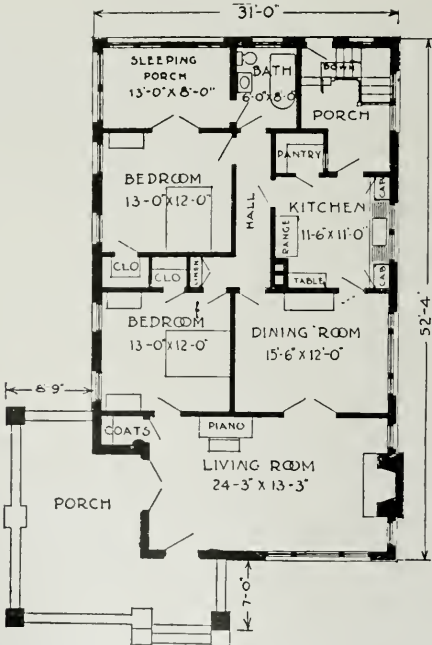 31'-0"
SLEEPING
PORCH
13'-0" X 8'-0"
BATH
6'-0" X 8'-0"
DOWN
PORCH
PANTRY
BEDROOM
13'-0" X 12'-0"
HALL
KITCHEN
11'-6" X 11'-0"
CAB
RANGE
CLO
CLO
LINEN
TABLE
CAB
BEDROOM
13'-0" X 12'-0"
DINING ROOM
15'-6" X 12'-0"
52'-4"
8'-9"
COATS
PIANO
LIVING ROOM
24'-3" X 13'-3"
PORCH
7'-0"